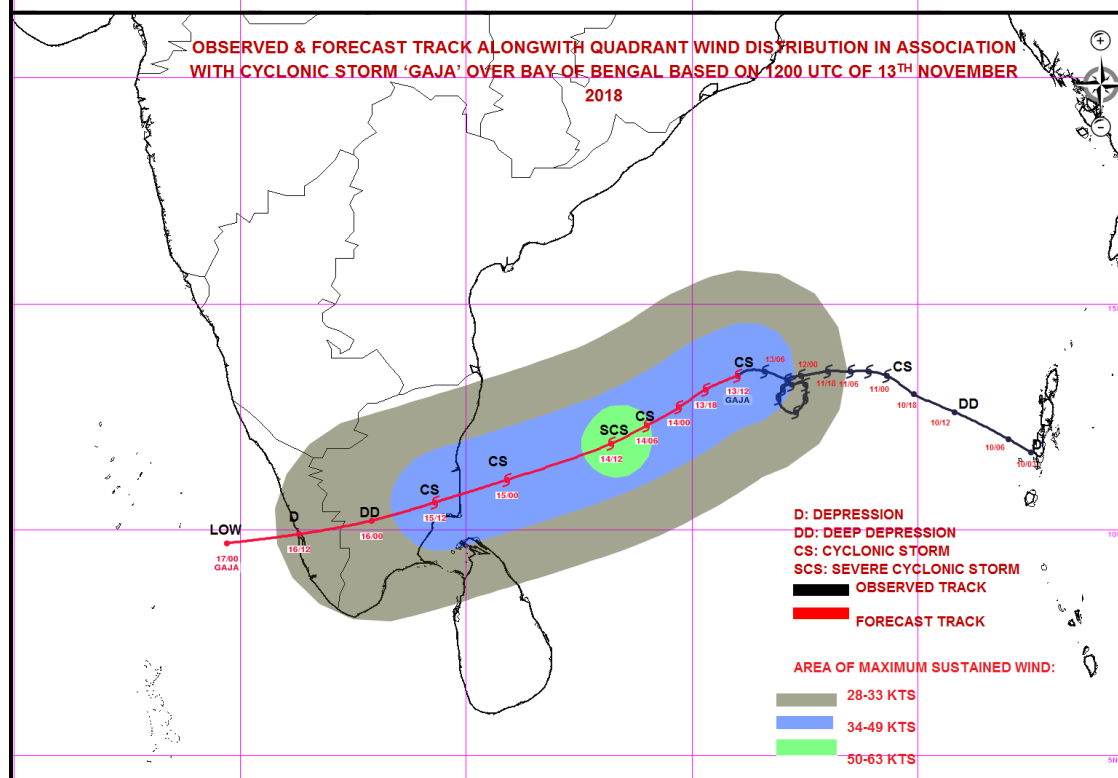 OBSERVED & FORECAST TRACK ALONGWITH QUADRANT WIND DISTRIBUTION IN ASSOCIATION
WITH CYCLONIC STORM ‘GAJA’ OVER BAY OF BENGAL BASED ON 1200 UTC OF 13TH NOVEMBER
2018
15
CS
13/06
12/00
CS
11/18
11/06
11/00
13/12
GAJA
13/18
10/18
DD
10/12
14/00
CS
14/06
SCS
14/12
10/06
D
10/03
CS
15/00
CS
15/12
DD
16/00
D
16/12
LOW
17/00
GAJA
10
D: DEPRESSION
DD: DEEP DEPRESSION
CS: CYCLONIC STORM
SCS: SEVERE CYCLONIC STORM
OBSERVED TRACK
FORECAST TRACK
AREA OF MAXIMUM SUSTAINED WIND:
28-33 KTS
34-49 KTS
50-63 KTS